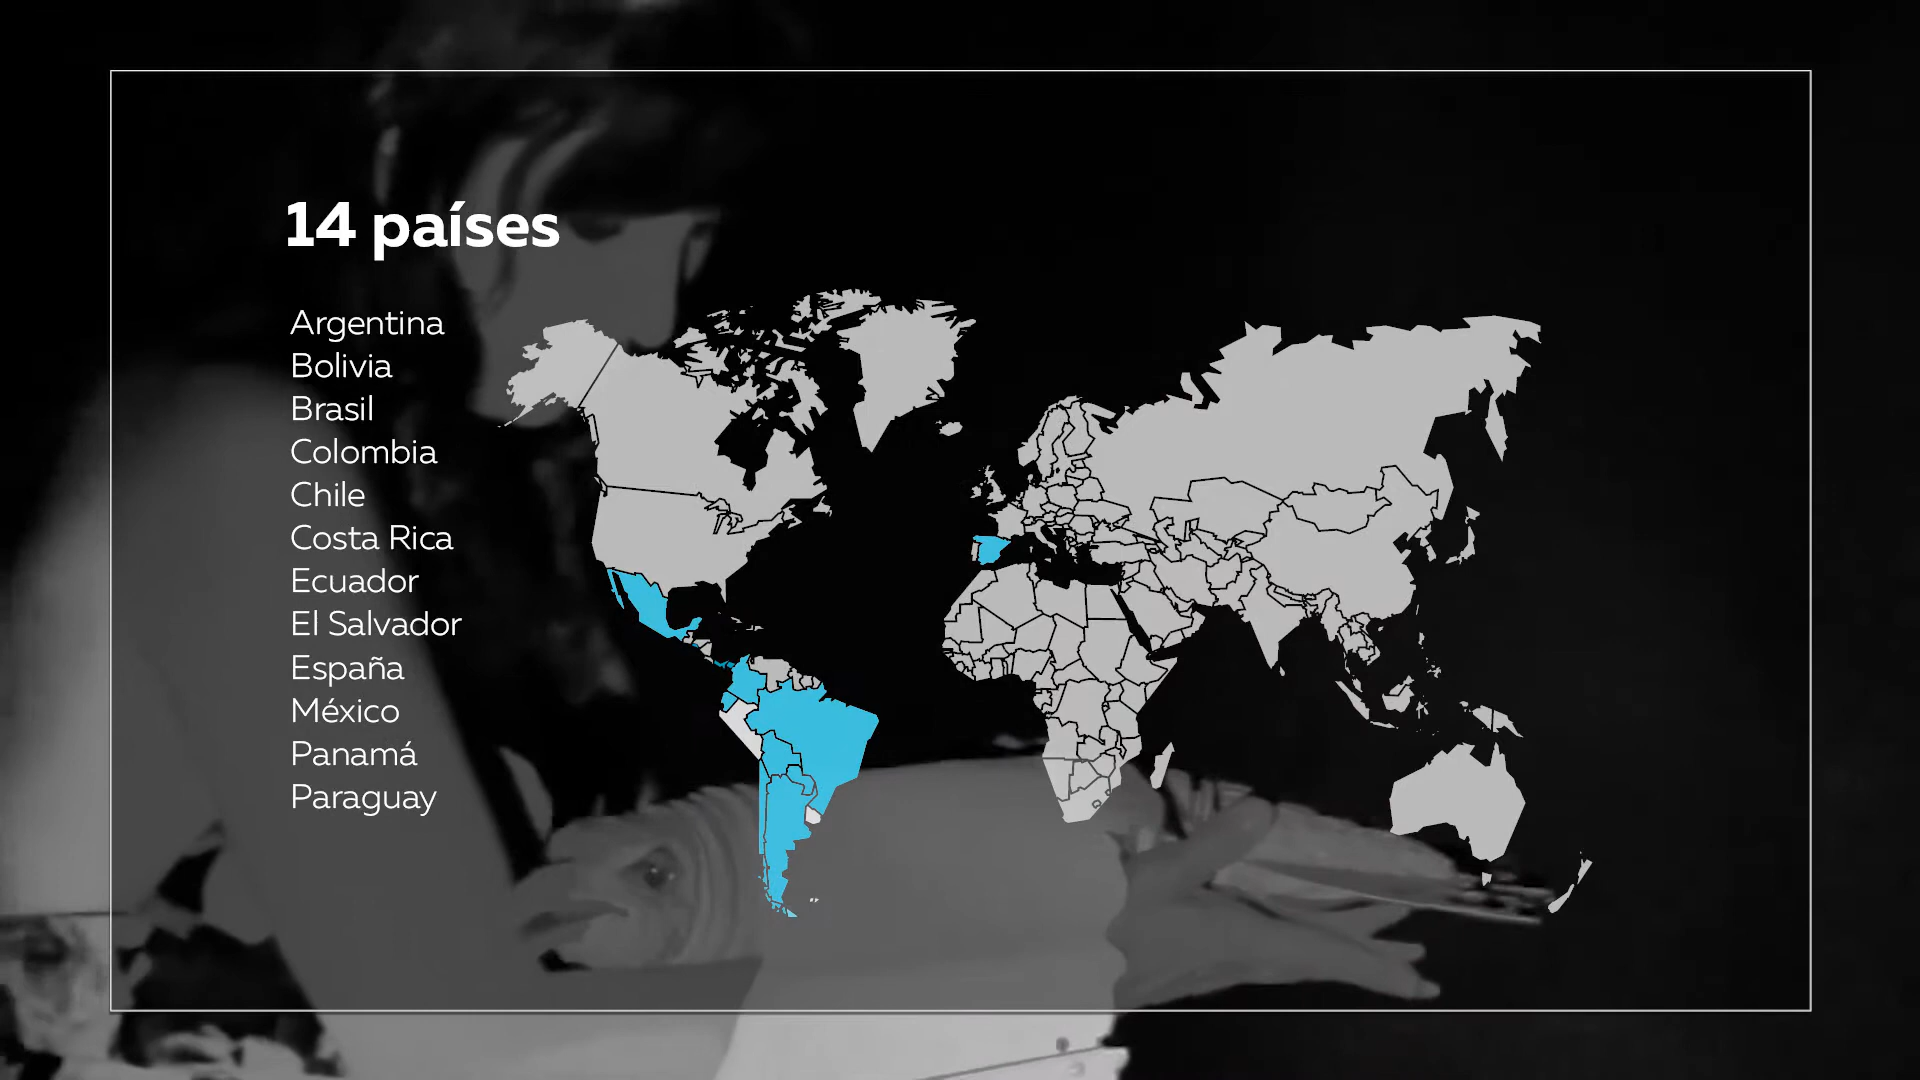 14 países
Argentina
Bolivia
Brasil
Colombia
Chile
Costa Rica
Ecuador
El Salvador
España
México
Panamá
Paraguay